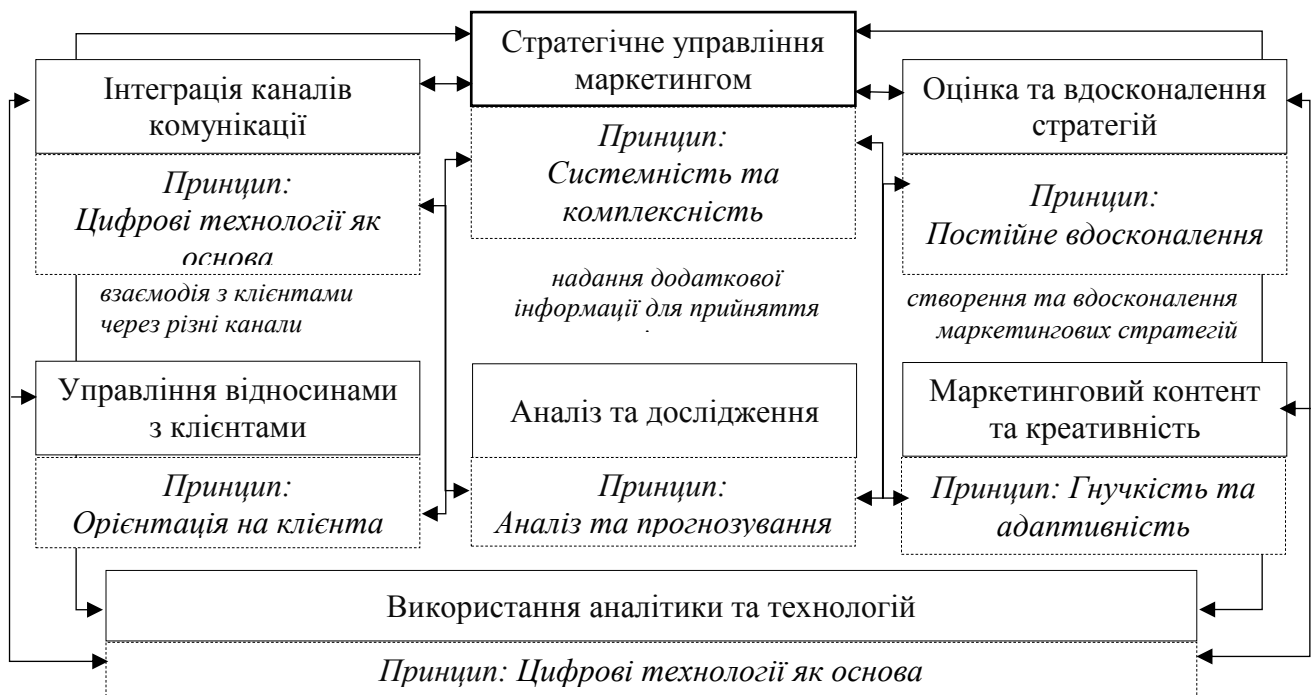 Стратегічне управління
маркетингом
Інтеграція каналів
комунікації
Оцінка та вдосконалення
стратегій
Принцип:
Системність та
комплексність
Принцип:
Цифрові технології як
основа
Принцип:
Постійне вдосконалення
взаємодія з клієнтами
через різні канали
надання додаткової
інформації для прийняття
створення та вдосконалення
маркетингових стратегій
Управління відносинами
з клієнтами
Аналіз та дослідження
Маркетинговий контент
та креативність
Принцип:
Орієнтація на клієнта
Принцип:
Аналіз та прогнозування
Принцип: Гнучкість та
адаптивність
Використання аналітики та технологій
Принцип: Цифрові технології як основа